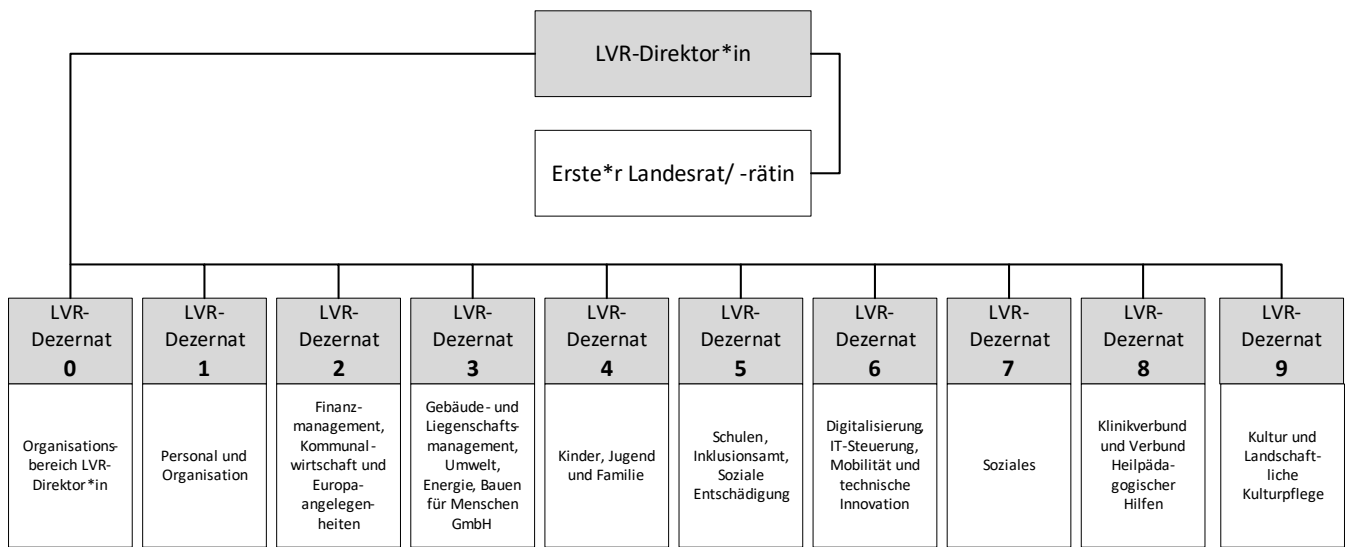 LVR-Direktor*in
Erste*r Landesrat/ -rätin
LVR-
Dezernat
0
LVR-
Dezernat
1
LVR-
Dezernat
2
LVR-
Dezernat
3
LVR-
Dezernat
4
LVR-
Dezernat
5
LVR-
Dezernat
6
LVR-
Dezernat
7
LVR-
Dezernat
8
LVR-
Dezernat
9
Organisations-
bereich LVR-
Direktor*in
Personal und
Organisation
Finanz-
management,
Kommunal-
wirtschaft und
Europa-
angelegen-
heiten
Gebäude- und
Liegenschafts-
management,
Umwelt,
Energie, Bauen
für Menschen
GmbH
Kinder, Jugend
und Familie
Schulen,
Inklusionsamt,
Soziale
Entschädigung
Digitalisierung,
IT-Steuerung,
Mobilität und
technische
Innovation
Soziales
Klinikverbund
und Verbund
Heilpäda-
gogischer
Hilfen
Kultur und
Landschaft-
liche
Kulturpflege